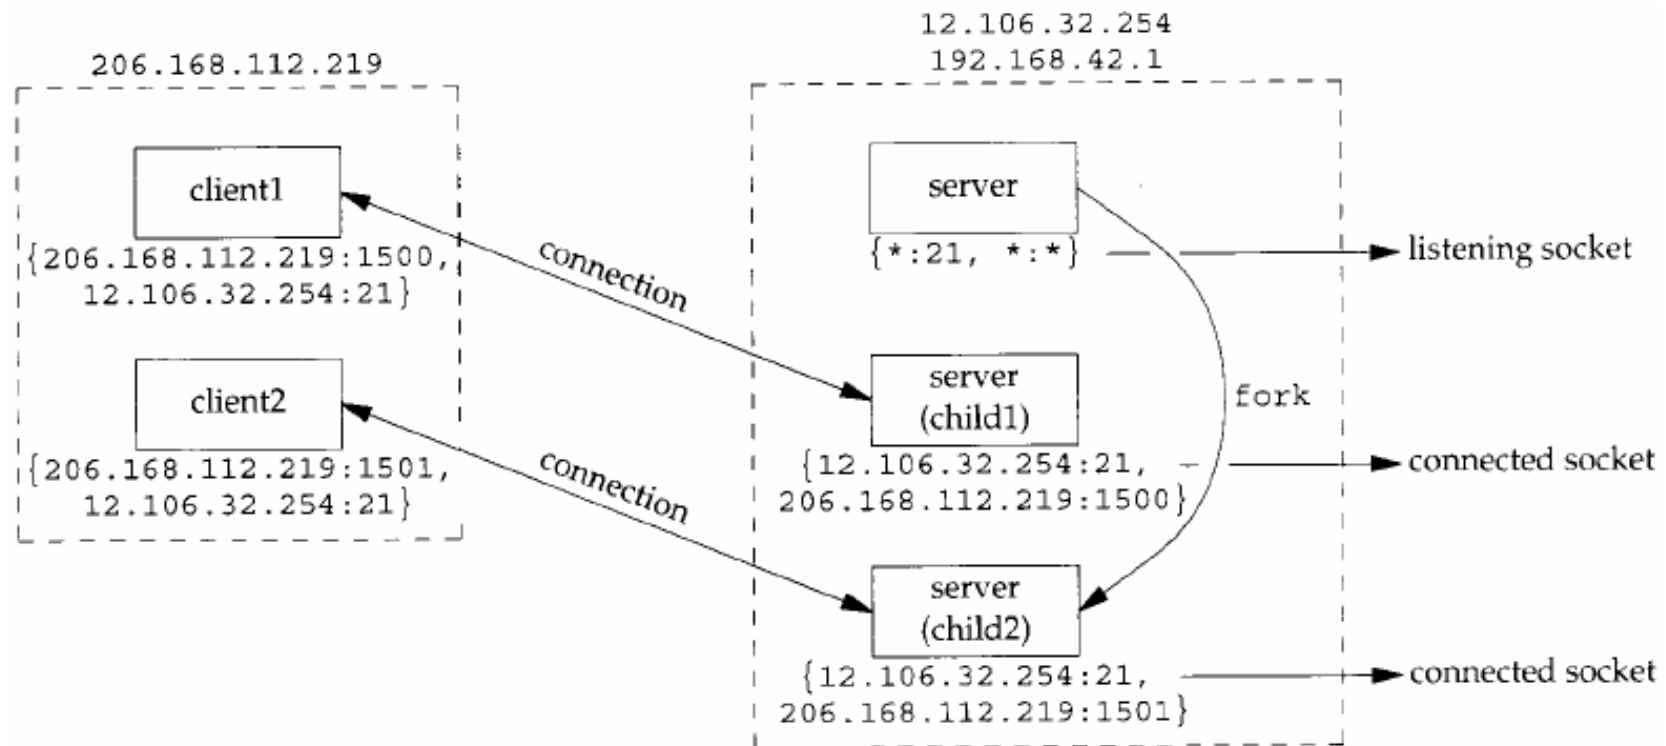 206.168.112.219
12.106.32.254
192.168.42.1
client1
{206.168.112.219:1500,
12.106.32.254:21}
client2
{206.168.112.219:1501,
12.106.32.254:21}
connection
connection
server
{*:21, *:*}
listening socket
fork
server
(child1)
{12.106.32.254:21,
206.168.112.219:1500}
connected socket
server
(child2)
{12.106.32.254:21,
206.168.112.219:1501}
connected socket